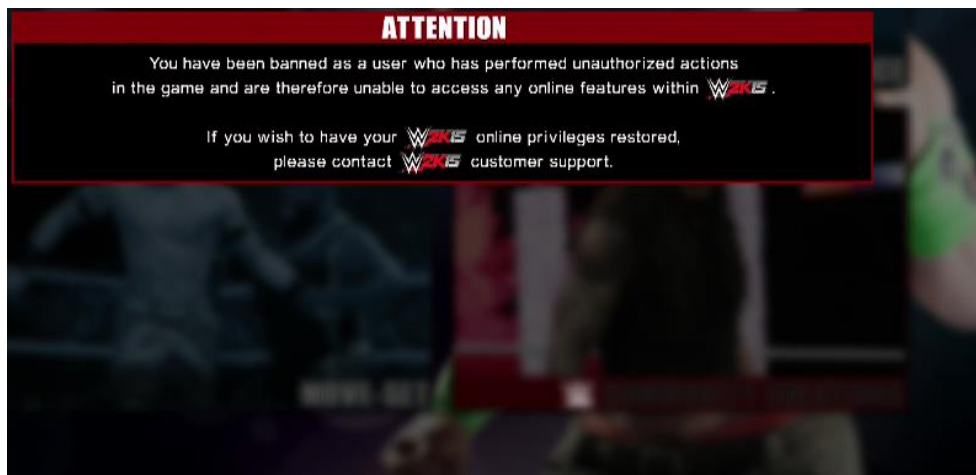 ATTENTION
You have been banned as a user who has performed unauthorized actions
in the game and are therefore unable to access any online features within W2K15 .
If you wish to have your W2K15 online privileges restored,
please contact W2K15 customer support.
MOVE-SET